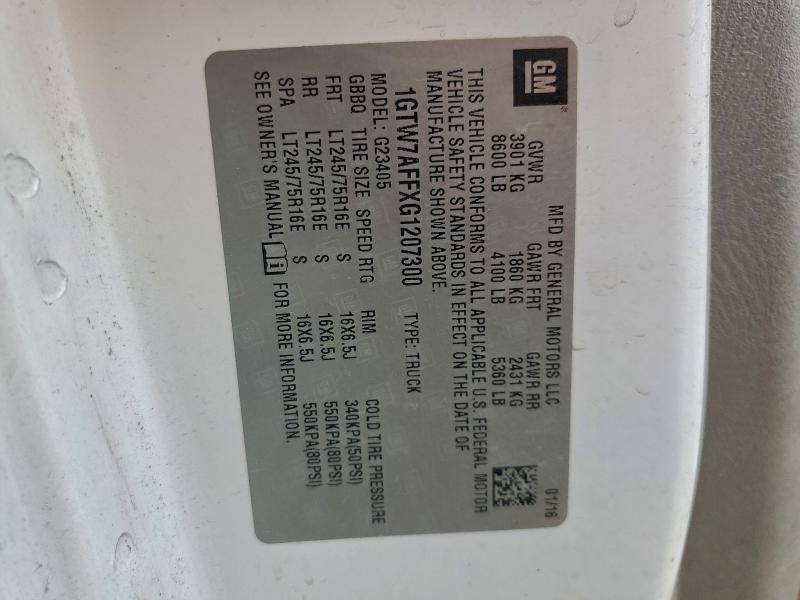 GM
MFD BY GENERAL MOTORS LLC 01/16
GVWR GAWR FRT GAWR RR
3901 KG 1860 KG 2431 KG
8600 LB 4100 LB 5360 LB
THIS VEHICLE CONFORMS TO ALL APPLICABLE U.S. FEDERAL MOTOR
VEHICLE SAFETY STANDARDS IN EFFECT ON THE DATE OF
MANUFACTURE SHOWN ABOVE.
1GTW7AFFXG1207300 TYPE: TRUCK
MODEL: G23405
GBBQ TIRE SIZE SPEED RTG RIM COLD TIRE PRESSURE
FRT LT245/75R16E S 16X6.5J 340KPA(50PSI)
RR LT245/75R16E S 16X6.5J 550KPA(80PSI)
SPA LT245/75R16E S 16X6.5J 550KPA(80PSI)
SEE OWNER'S MANUAL i FOR MORE INFORMATION.